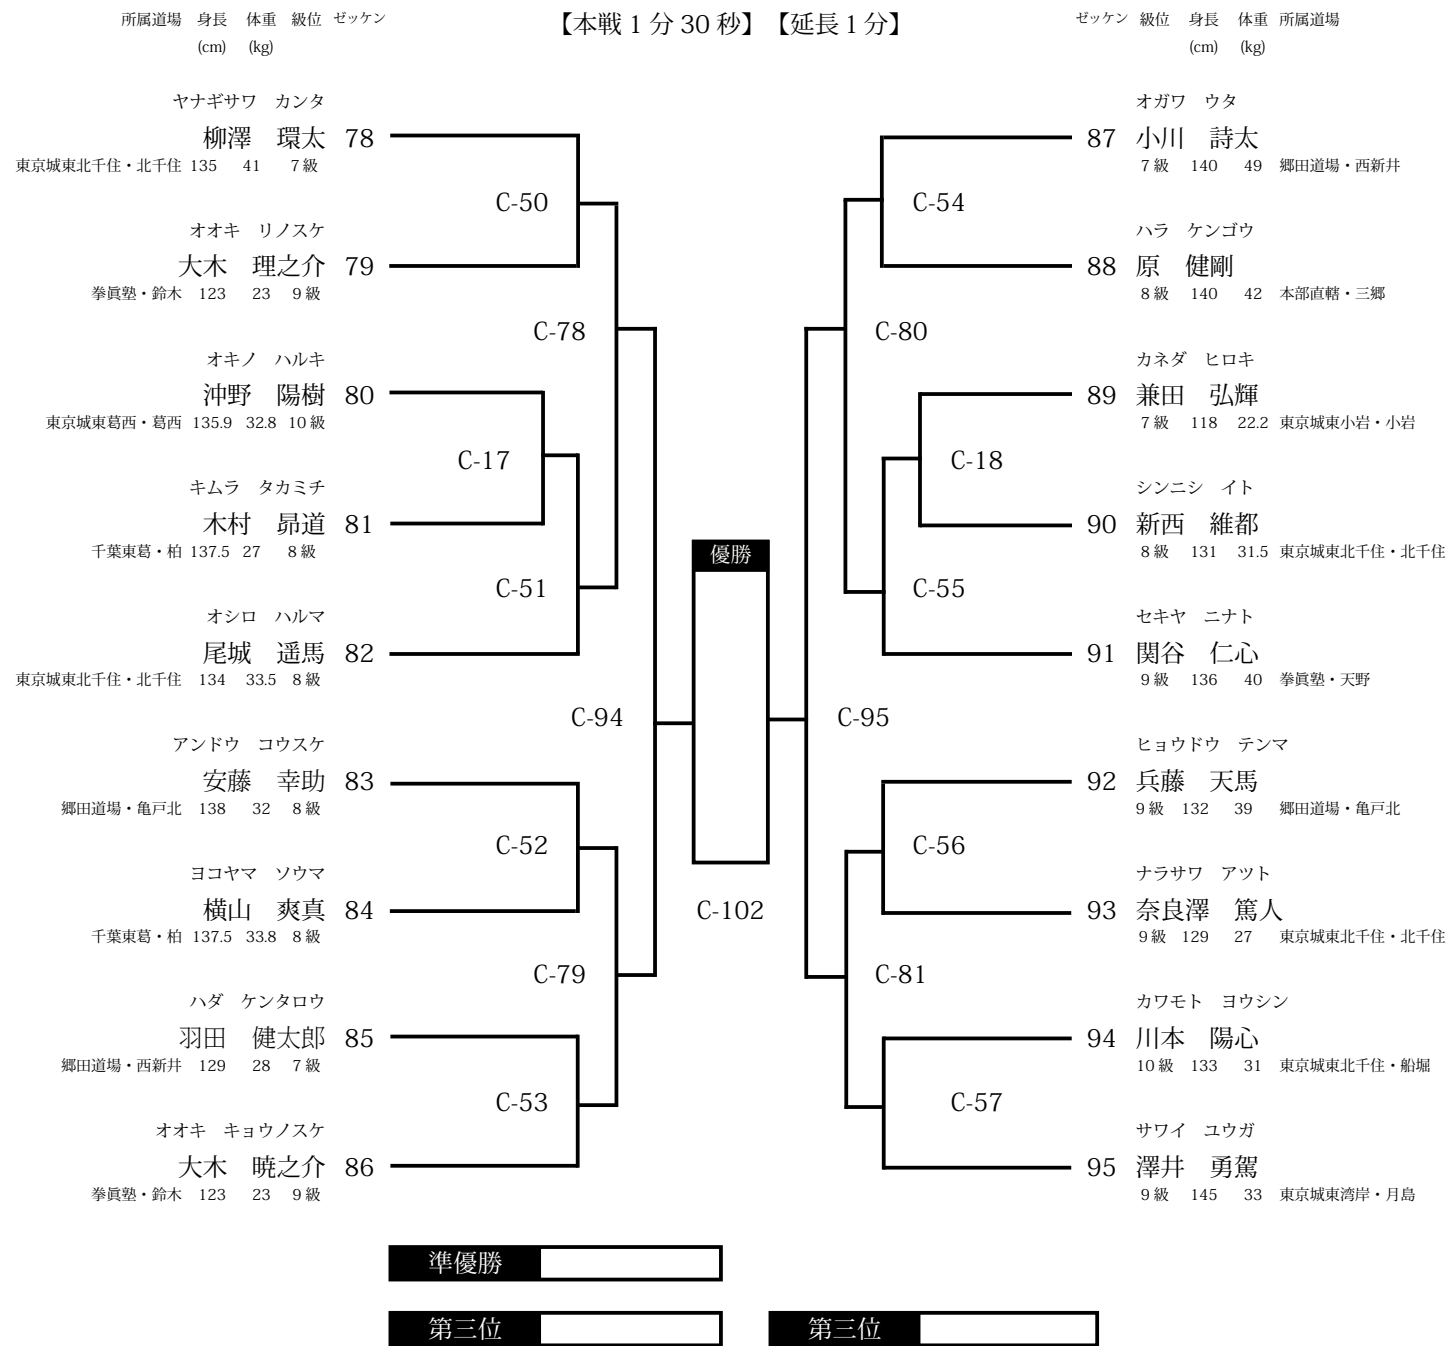 所属道場 身長 体重 級位 ゼッケン
(cm) (kg)
【本戦 1 分 30 秒】【延長 1 分】
ゼッケン 級位 身長 体重 所属道場
(cm) (kg)
ヤナギサワ カンタ
柳澤 環太 78
東京城東北千住・北千住 135 41 7 級
C-50
オオキ リノスケ
大木 理之介 79
拳眞塾・鈴木 123 23 9 級
C-78
オキノ ハルキ
沖野 陽樹 80
東京城東葛西・葛西 135.9 32.8 10 級
C-17
キムラ タカミチ
木村 昴道 81
千葉東葛・柏 137.5 27 8 級
C-51
オシロ ハルマ
尾城 遥馬 82
東京城東北千住・北千住 134 33.5 8 級
C-94
アンドウ コウスケ
安藤 幸助 83
郷田道場・亀戸北 138 32 8 級
C-52
ヨコヤマ ソウマ
横山 爽真 84
千葉東葛・柏 137.5 33.8 8 級
C-79
ハダ ケンタロウ
羽田 健太郎 85
郷田道場・西新井 129 28 7 級
C-53
オオキ キョウノスケ
大木 暁之介 86
拳眞塾・鈴木 123 23 9 級
優勝
C-102
オガワ ウタ
87 小川 詩太
7 級 140 49 郷田道場・西新井
C-54
ハラ ケンゴウ
88 原 健剛
8 級 140 42 本部直轄・三郷
C-80
カネダ ヒロキ
89 兼田 弘輝
7 級 118 22.2 東京城東小岩・小岩
C-18
シンニシ イト
90 新西 維都
8 級 131 31.5 東京城東北千住・北千住
C-55
セキヤ ニナト
91 関谷 仁心
9 級 136 40 拳眞塾・天野
C-95
ヒョウドウ テンマ
92 兵藤 天馬
9 級 132 39 郷田道場・亀戸北
C-56
ナラサワ アツト
93 奈良澤 篤人
9 級 129 27 東京城東北千住・北千住
C-81
カワモト ヨウシン
94 川本 陽心
10 級 133 31 東京城東北千住・船堀
C-57
サワイ ユウガ
95 澤井 勇駕
9 級 145 33 東京城東湾岸・月島
準優勝
第三位
第三位